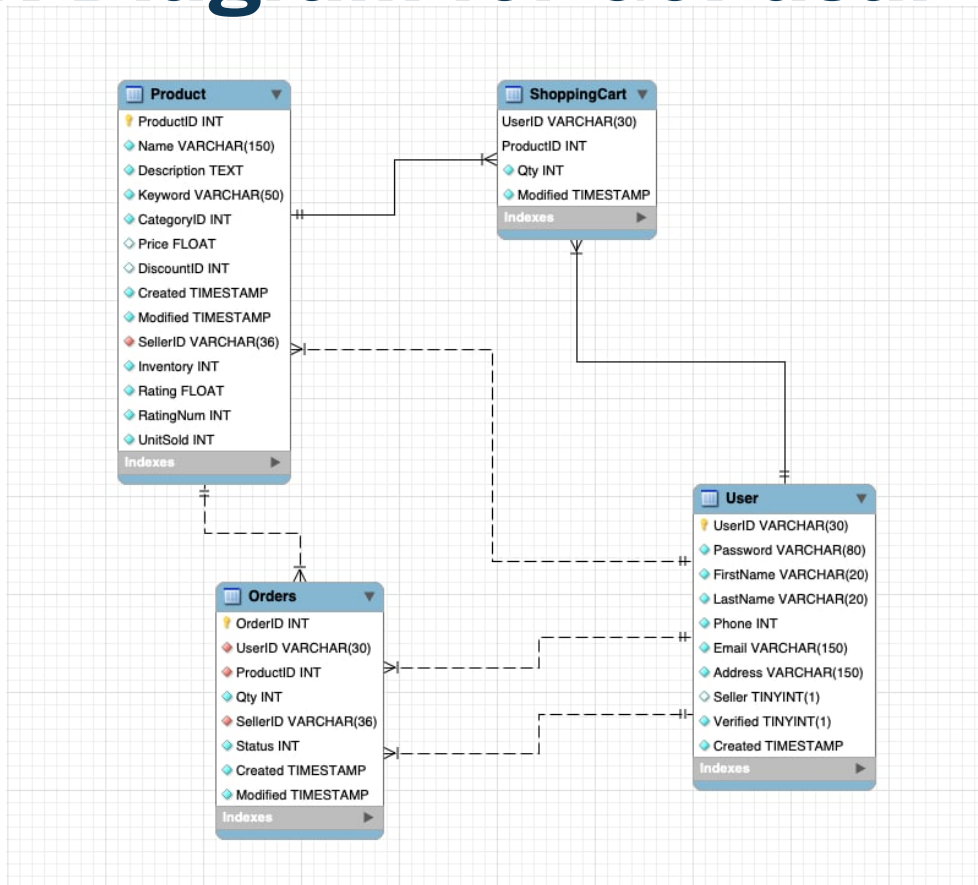 Product
ProductID INT
Name VARCHAR(150)
Description TEXT
Keyword VARCHAR(50)
CategoryID INT
Price FLOAT
DiscountID INT
Created TIMESTAMP
Modified TIMESTAMP
SellerID VARCHAR(36)
Inventory INT
Rating FLOAT
RatingNum INT
UnitSold INT
Indexes
ShoppingCart
UserID VARCHAR(30)
ProductID INT
Qty INT
Modified TIMESTAMP
Indexes
Orders
OrderID INT
UserID VARCHAR(30)
ProductID INT
Qty INT
SellerID VARCHAR(36)
Status INT
Created TIMESTAMP
Modified TIMESTAMP
Indexes
User
UserID VARCHAR(30)
Password VARCHAR(80)
FirstName VARCHAR(20)
LastName VARCHAR(20)
Phone INT
Email VARCHAR(150)
Address VARCHAR(150)
Seller TINYINT(1)
Verified TINYINT(1)
Created TIMESTAMP
Indexes